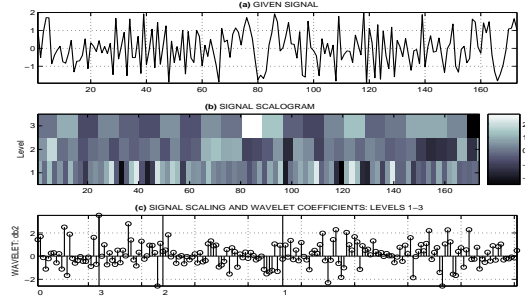 (a) GIVEN SIGNAL
2
1
0
−1
20 40 60 80 100 120 140 160
(b) SIGNAL SCALOGRAM
Level
3
2
1
20 40 60 80 100 120 140 160
2
0
(c) SIGNAL SCALING AND WAVELET COEFFICIENTS: LEVELS 1−3
WAVELET: db2
2
0
−2
0 3 2 1